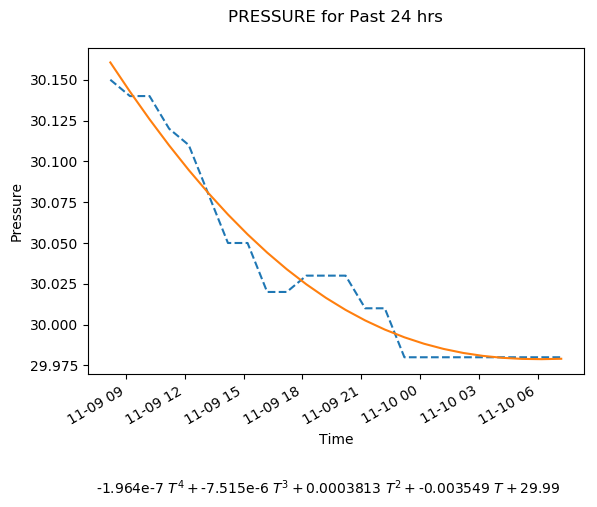 PRESSURE for Past 24 hrs
Pressure
30.150
30.125
30.100
30.075
30.050
30.025
30.000
29.975
11-09 09 11-09 12 11-09 15 11-09 18 11-09 21 11-10 00 11-10 03 11-10 06
Time
-1.964e-7 T⁴ + -7.515e-6 T³ + 0.0003813 T² + -0.003549 T + 29.99